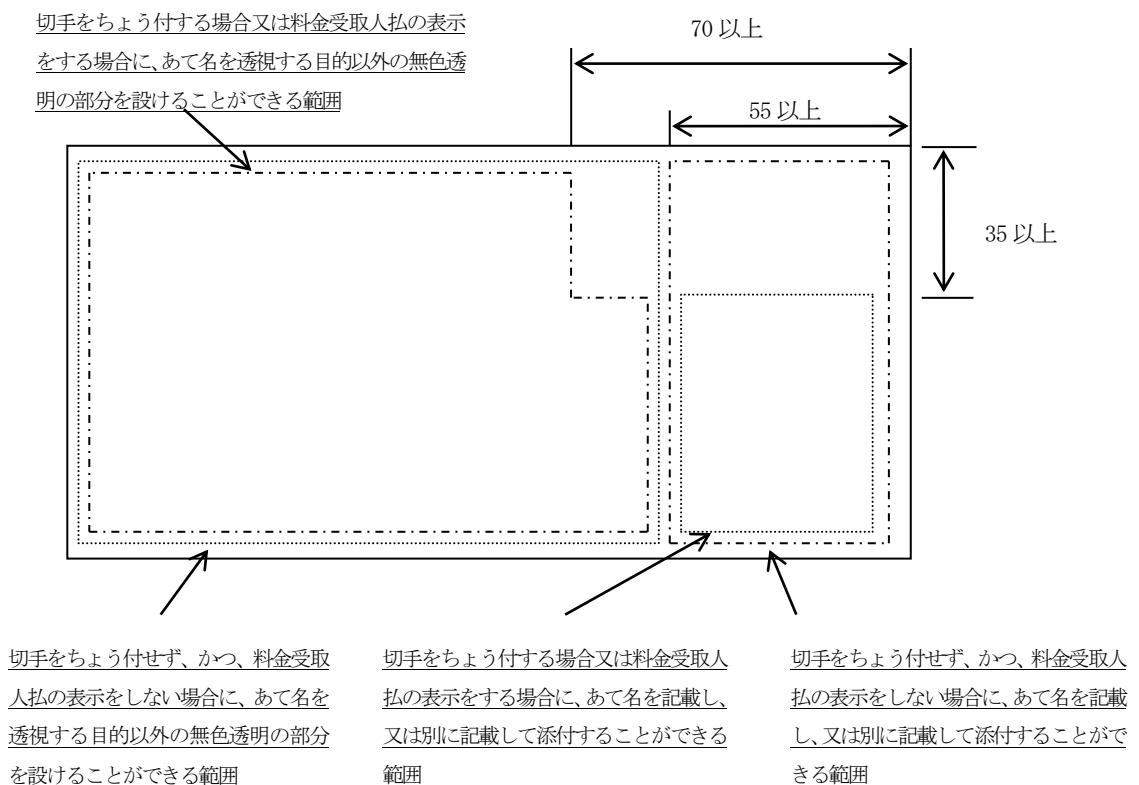 切手をちょう付する場合又は料金受取人払の表示
をする場合に、あて名を透視する目的以外の無色透
明の部分を設けることができる範囲
70 以上
55 以上
35 以上
切手をちょう付せず、かつ、料金受取
人払の表示をしない場合に、あて名を
透視する目的以外の無色透明の部分
を設けることができる範囲
切手をちょう付する場合又は料金受取人
払の表示をする場合に、あて名を記載し、
又は別に記載して添付することができる
範囲
切手をちょう付せず、かつ、料金受取人
払の表示をしない場合に、あて名を記載
し、又は別に記載して添付することがで
きる範囲